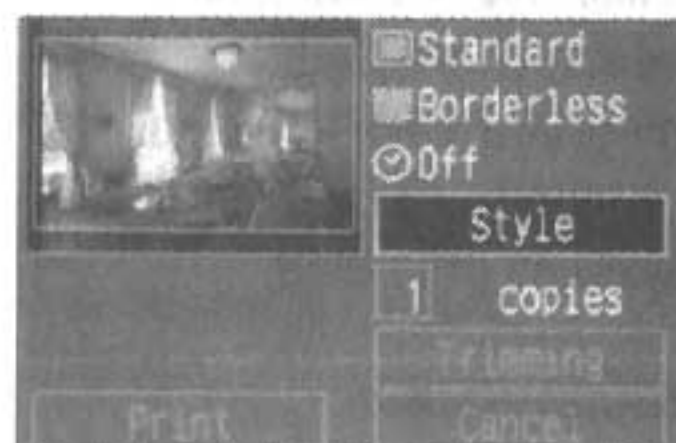 Standard
Borderless
Off
Style
1 copies
Trimming
Print Cancel